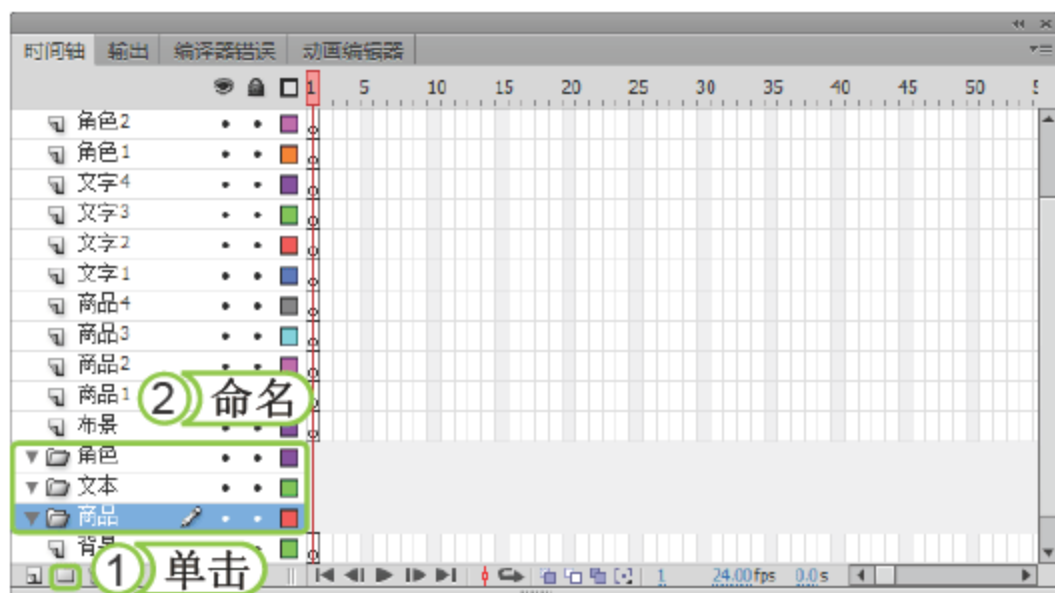 时间轴 输出 编译器错误 动画编辑器
1 5 10 15 20 25 30 35 40 45 50 5
角色2
角色1
文字4
文字3
文字2
文字1
商品4
商品3
商品2
商品1
② 命名
布景
角色
文本
商品
背景
① 单击
1 24.00fps 0.0s